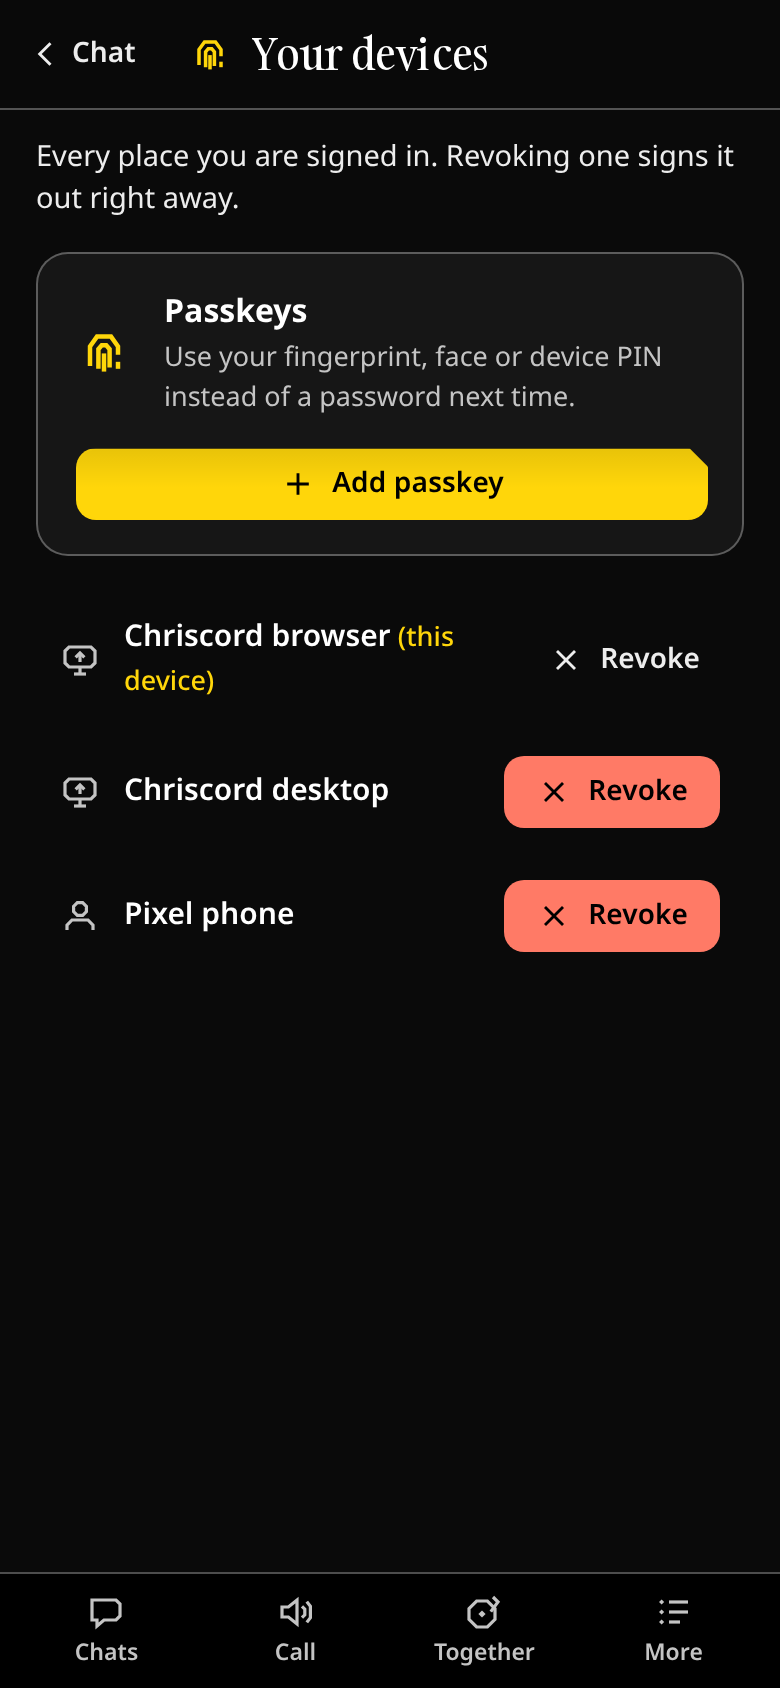 Chat
Your devices
Every place you are signed in. Revoking one signs it
out right away.
Passkeys
Use your fingerprint, face or device PIN
instead of a password next time.
Add passkey
Chriscord browser (this
device)
Revoke
Chriscord desktop
Revoke
Pixel phone
Revoke
Chats
Call
Together
More